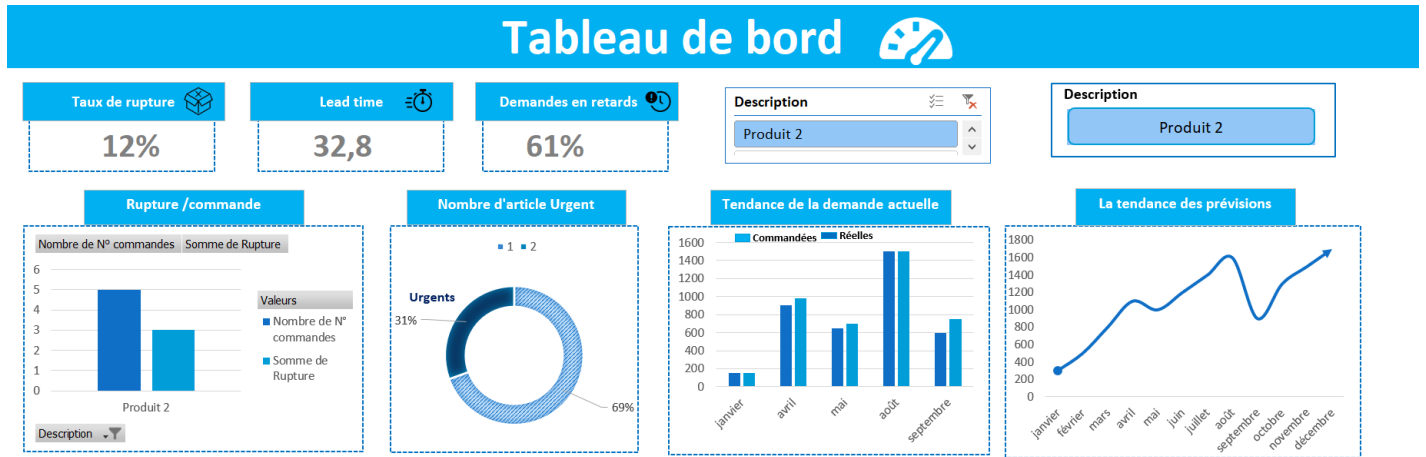 Tableau de bord
Taux de rupture
12%
Lead time
32,8
Demandes en retards
61%
Description
Produit 2
Description
Produit 2
Rupture /commande
Nombre de N° commandes
Somme de Rupture
6
5
4
3
2
1
0
Produit 2
Valeurs
Nombre de N°
commandes
Somme de
Rupture
Description
Nombre d'article Urgent
1
2
Urgents
31%
69%
Tendance de la demande actuelle
Commandées
Réelles
1600
1400
1200
1000
800
600
400
200
0
janvier
avril
mai
août
septembre
La tendance des prévisions
1800
1600
1400
1200
1000
800
600
400
200
0
janvier
février
mars
avril
mai
juin
juillet
août
septembre
octobre
novembre
décembre